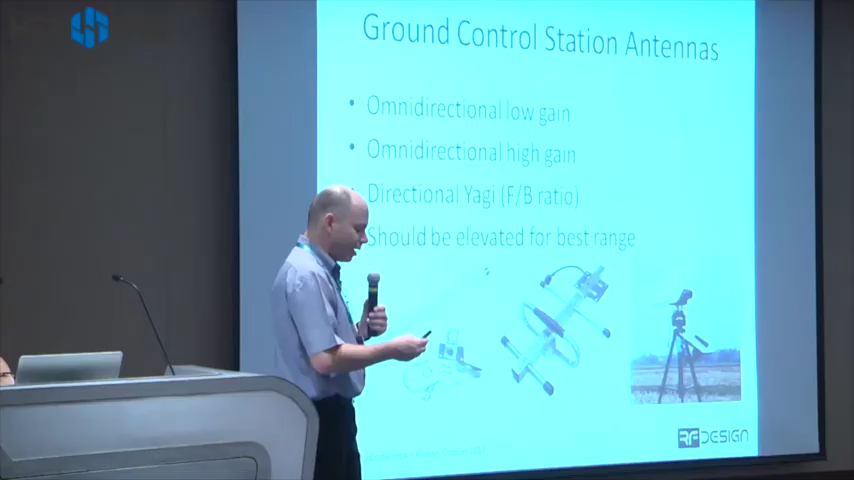 Ground Control Station Antennas
• Omnidirectional low gain
• Omnidirectional high gain
Directional Yagi (F/B ratio)
Should be elevated for best range
RFDESIGN